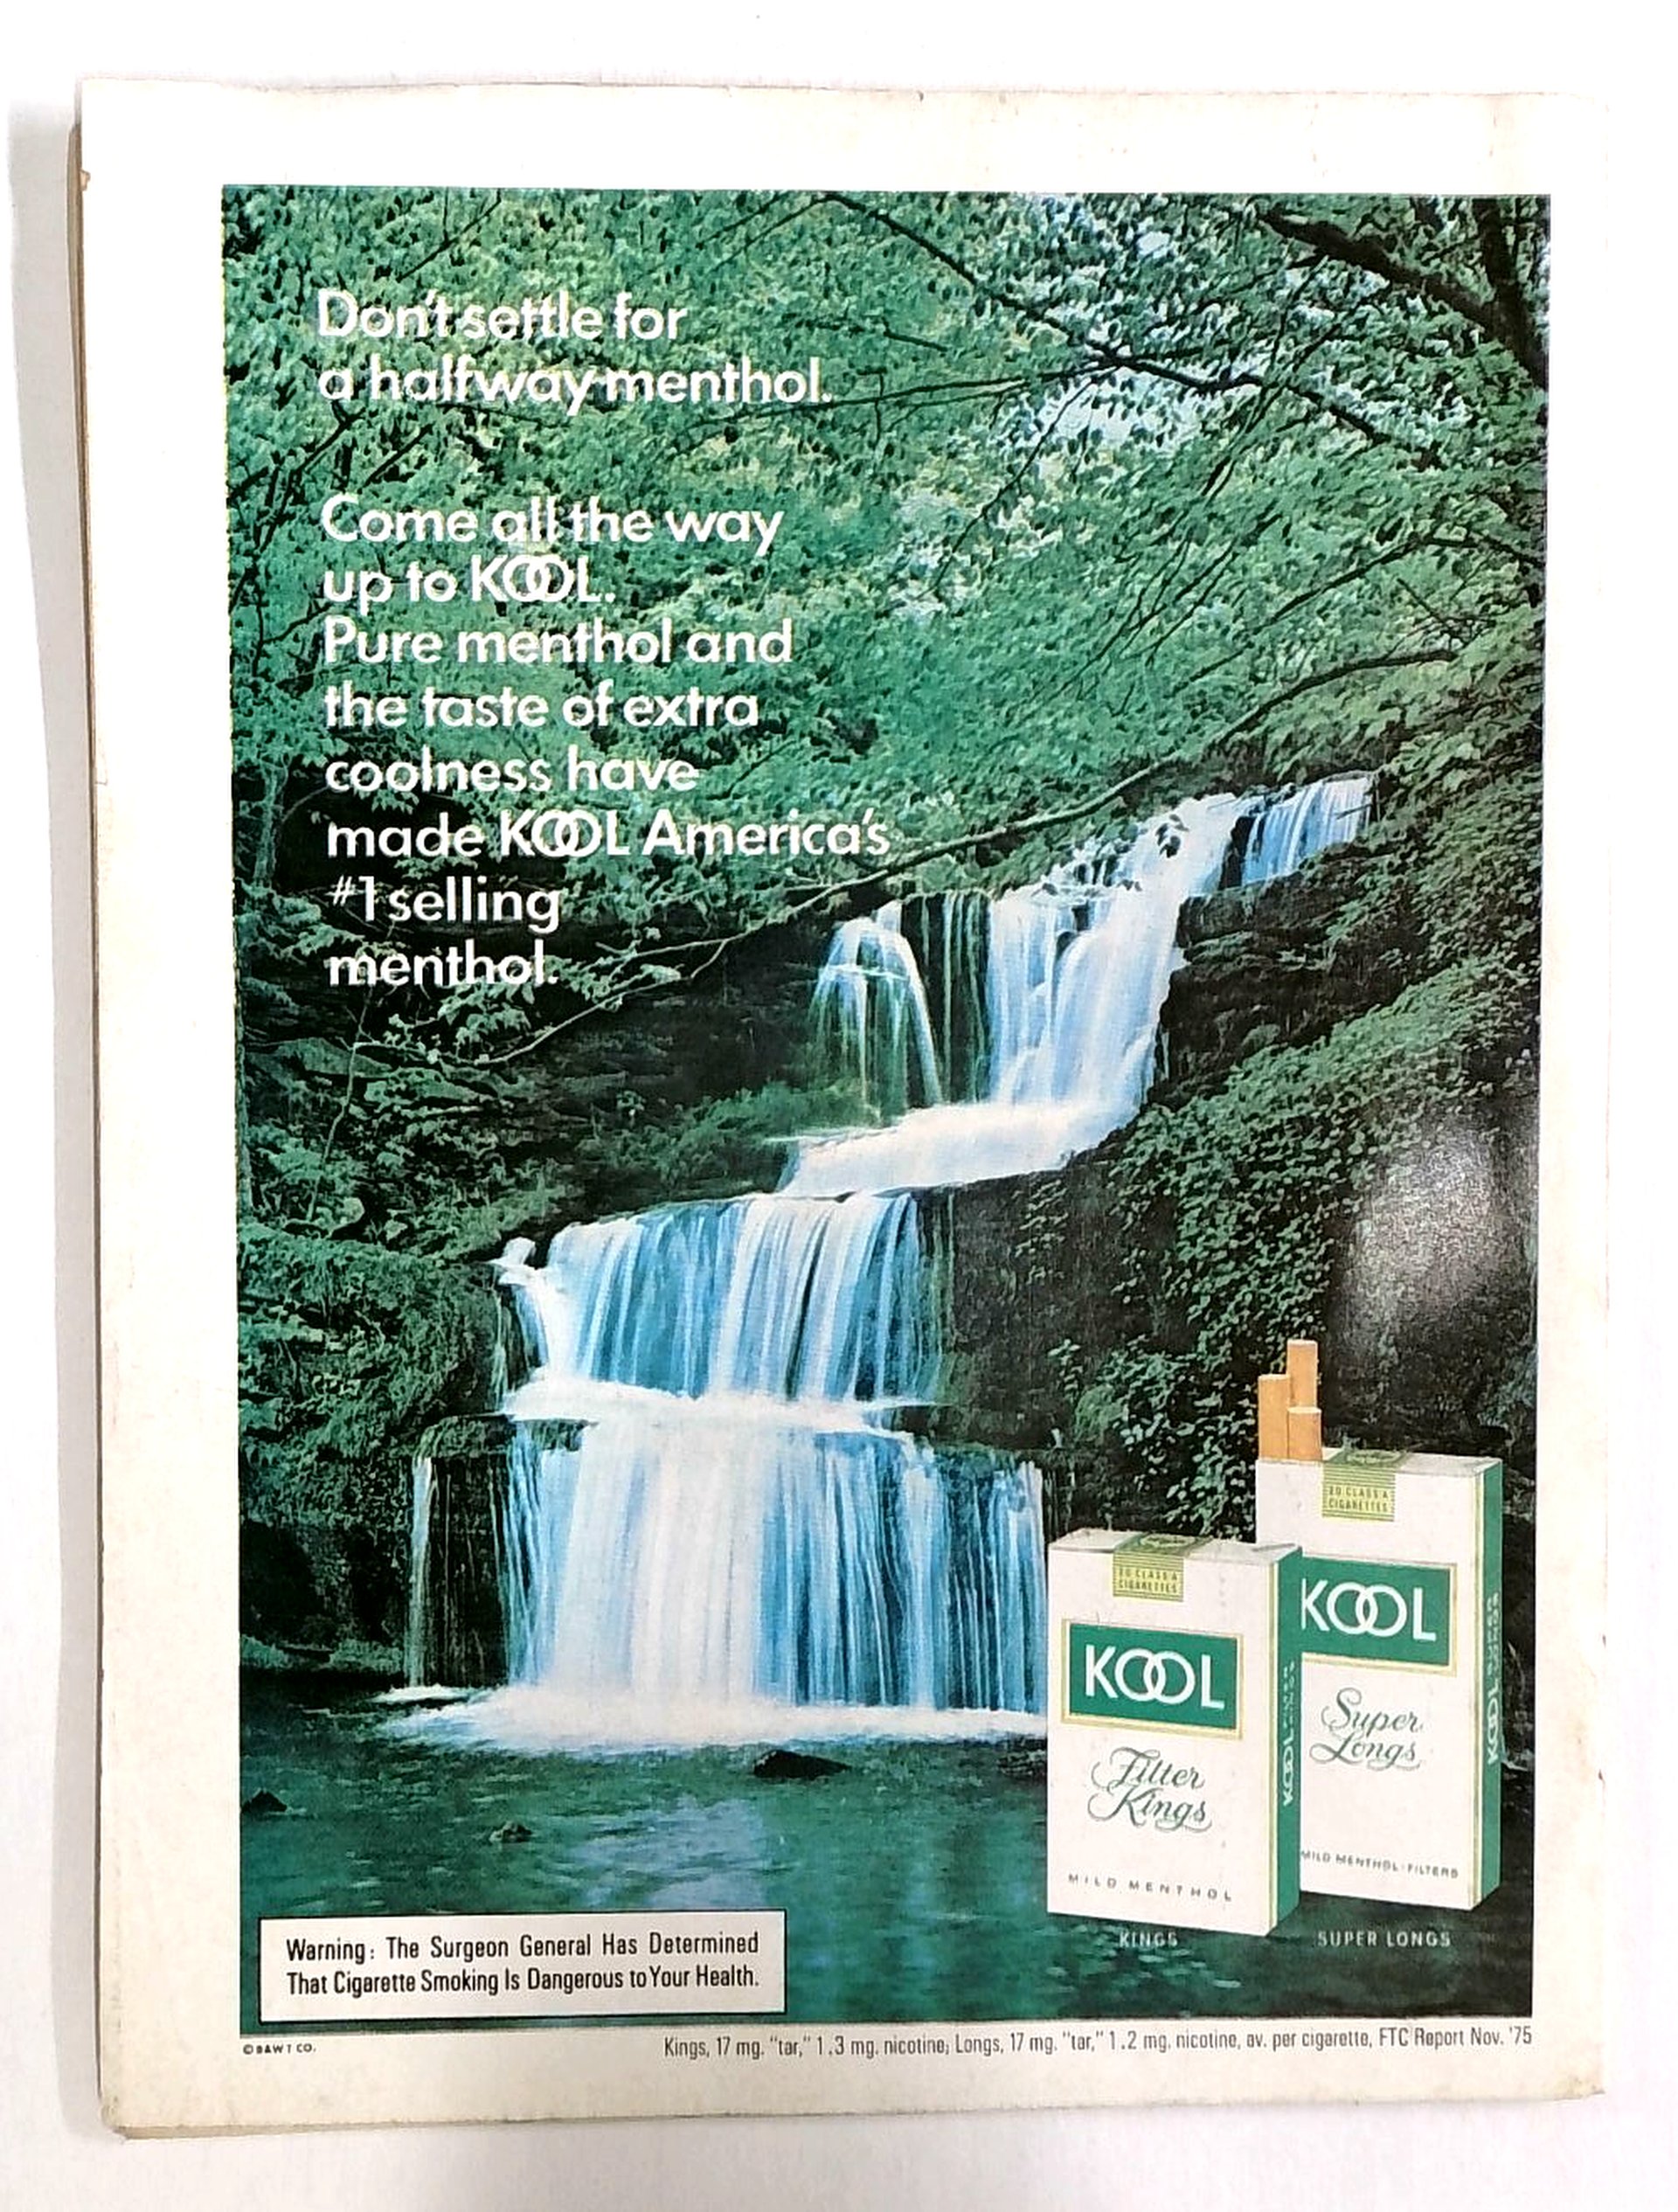 Don't settle for
a halfway menthol.
Come all the way
up to KOOL.
Pure menthol and
the taste of extra
coolness have
made KOOL America's
#1 selling
menthol.
20 CLASS A
CIGARETTES
KOOL
Super
Longs
MILD MENTHOL·FILTERS
KOOL
20 CLASS A
CIGARETTES
KOOL
Filter
Kings
MILD MENTHOL
KOOL
KINGS
SUPER LONGS
Warning: The Surgeon General Has Determined
That Cigarette Smoking Is Dangerous to Your Health.
© B&W T CO.
Kings, 17 mg. "tar," 1.3 mg. nicotine; Longs, 17 mg. "tar," 1.2 mg. nicotine, av. per cigarette, FTC Report Nov. '75